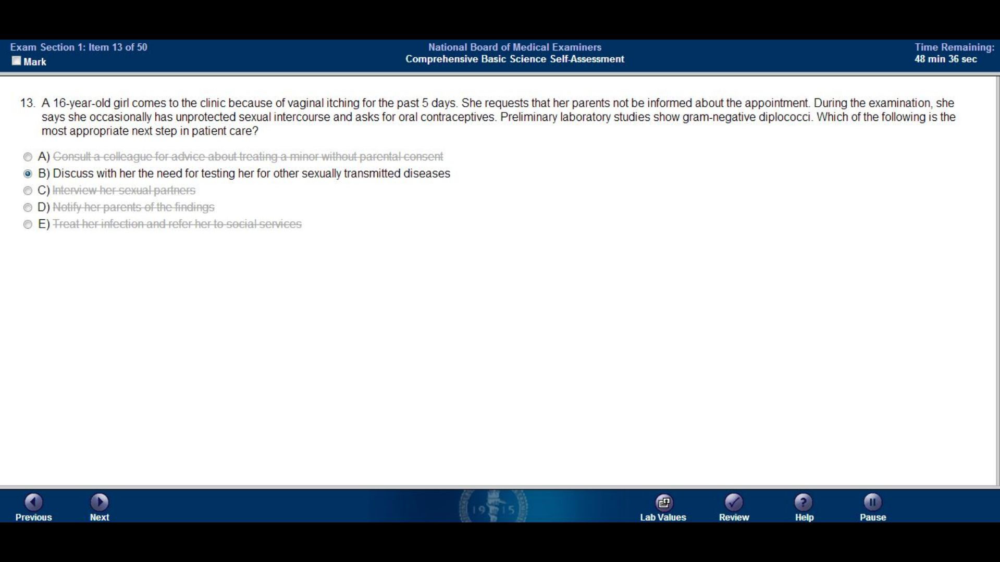 Exam Section 1: Item 13 of 50
Mark
National Board of Medical Examiners
Comprehensive Basic Science Self-Assessment
Time Remaining:
48 min 36 sec
13. A 16-year-old girl comes to the clinic because of vaginal itching for the past 5 days. She requests that her parents not be informed about the appointment. During the examination, she
says she occasionally has unprotected sexual intercourse and asks for oral contraceptives. Preliminary laboratory studies show gram-negative diplococci. Which of the following is the
most appropriate next step in patient care?
A) Consult a colleague for advice about treating a minor without parental consent
B) Discuss with her the need for testing her for other sexually transmitted diseases
C) Interview her sexual partners
D) Notify her parents of the findings
E) Treat her infection and refer her to social services
1915
Previous
Next
Lab Values
Review
Help
Pause